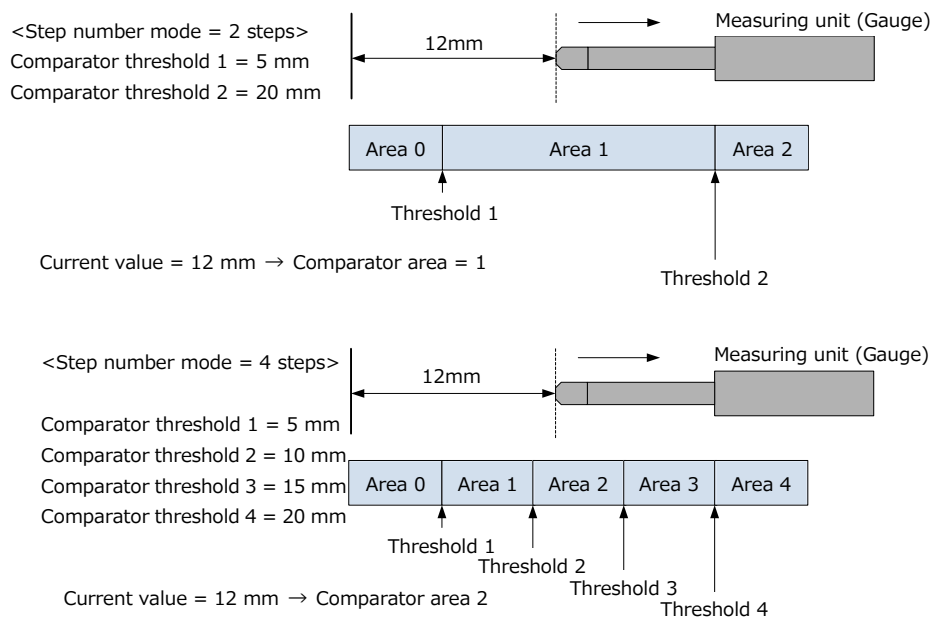 <Step number mode = 2 steps>
Comparator threshold 1 = 5 mm
Comparator threshold 2 = 20 mm
12mm
Measuring unit (Gauge)
Area 0
Area 1
Area 2
Threshold 1
Threshold 2
Current value = 12 mm → Comparator area = 1
<Step number mode = 4 steps>
12mm
Measuring unit (Gauge)
Comparator threshold 1 = 5 mm
Comparator threshold 2 = 10 mm
Comparator threshold 3 = 15 mm
Comparator threshold 4 = 20 mm
Area 0
Area 1
Area 2
Area 3
Area 4
Threshold 1
Threshold 2
Threshold 3
Threshold 4
Current value = 12 mm → Comparator area 2